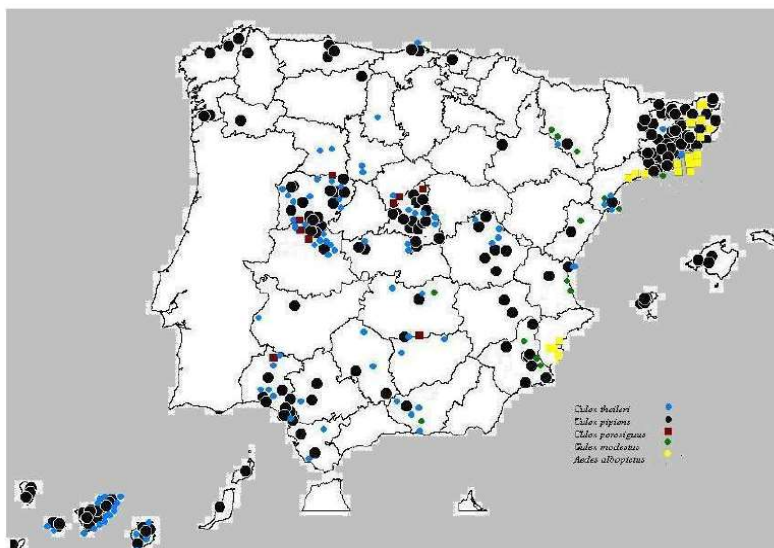 Culex theileri
Culex pipiens
Culex perexiguus
Culex modestus
Aedes albopictus